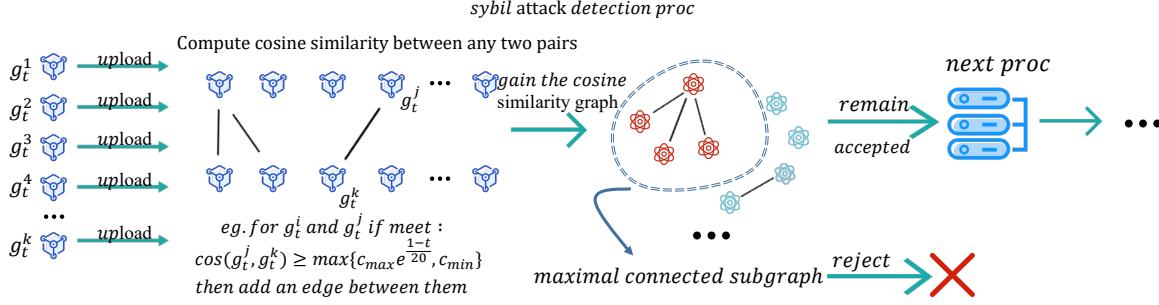 sybil attack detection proc
Compute cosine similarity between any two pairs
g_t^1 upload
g_t^2 upload
g_t^3 upload
g_t^4 upload
...
g_t^k upload
...
g_t^j
...
g_t^k
eg. for g_t^i and g_t^j if meet :
cos(g_t^j, g_t^k) ≥ max{c_max e^{\frac{1-t}{20}}, c_min}
then add an edge between them
gain the cosine
similarity graph
...
maximal connected subgraph
remain
accepted
reject
next proc
...